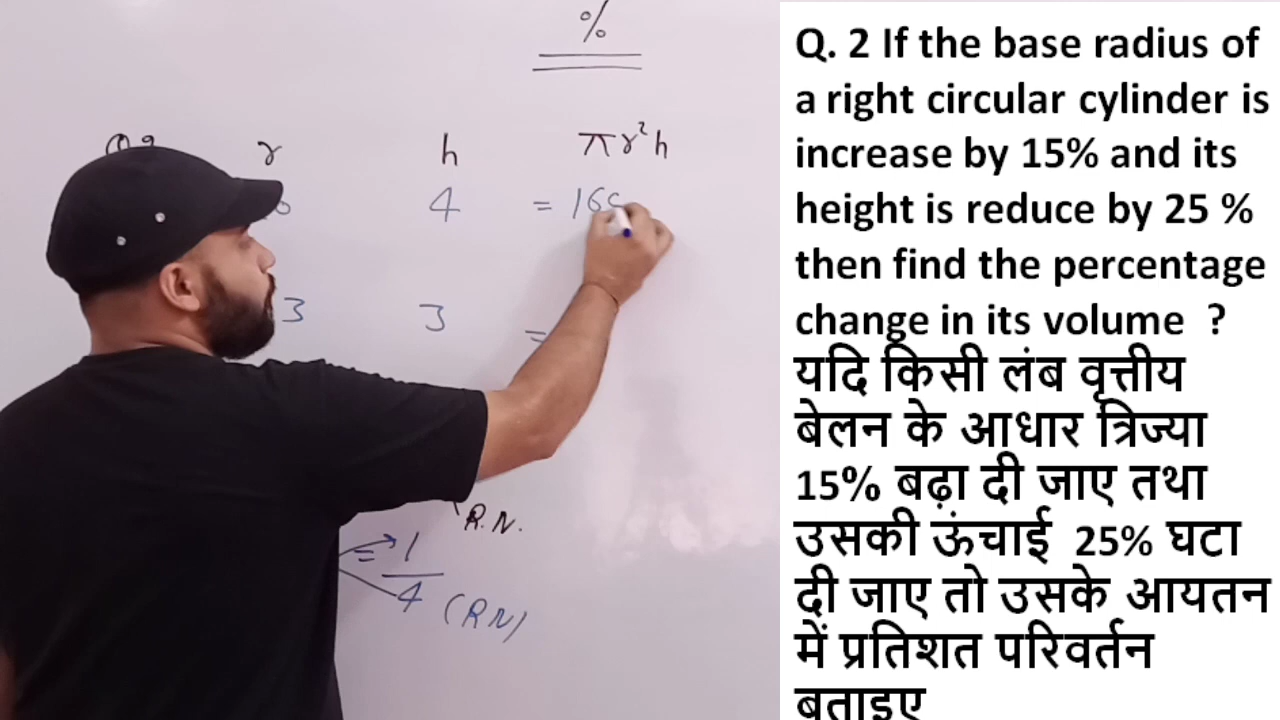 %
r h πr²h
4 = 160
3 3 =
R.N.
= 1
4 (R.N)
Q. 2 If the base radius of
a right circular cylinder is
increase by 15% and its
height is reduce by 25 %
then find the percentage
change in its volume ?
यदि किसी लंब वृत्तीय
बेलन के आधार त्रिज्या
15% बढ़ा दी जाए तथा
उसकी ऊंचाई 25% घटा
दी जाए तो उसके आयतन
में प्रतिशत परिवर्तन
बताइए